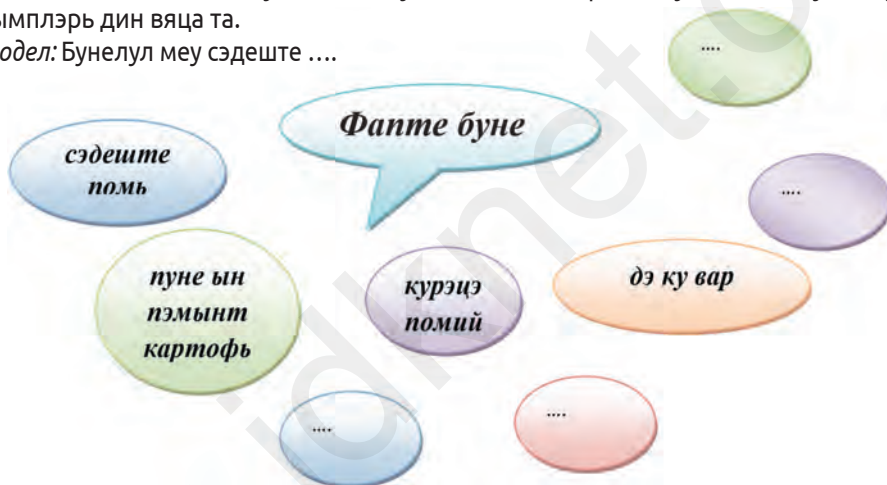 ымплэрь дин вяца та.
одел: Бунелул меу сэдеште ….
....
Фапте буне
сэдеште
помь
....
пуне ын
пэмынт
картофь
курэцэ
помий
дэ ку вар
....
....